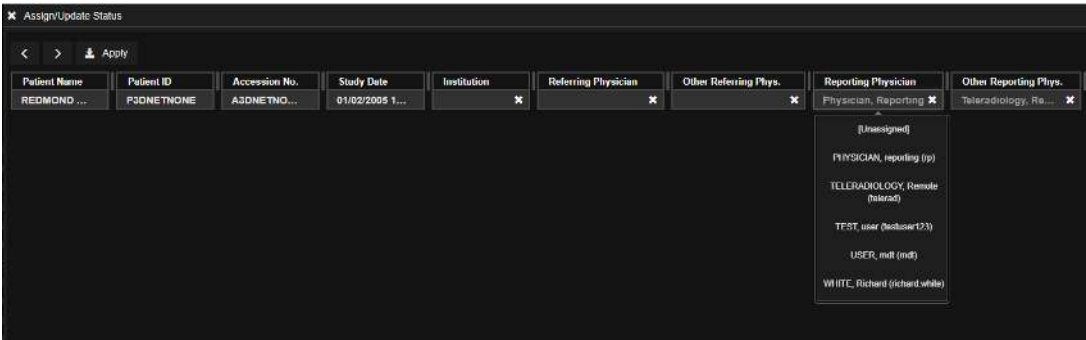 ✖ Assign/Update Status
Apply
Patient Name Patient ID Accession No. Study Date Institution Referring Physician Other Referring Phys. Reporting Physician Other Reporting Phys.
REDMOND ... P3DNETNONE A3DNETNO... 01/02/2005 1... ✖ ✖ ✖ Physician, Reporting ✖ Teleradiology, Re... ✖
[Unassigned]
PHYSICIAN, reporting (rp)
TELERADIOLOGY, Remote
(telerad)
TEST, user (testuser123)
USER, mdt (mdt)
WHITE, Richard (richard.white)